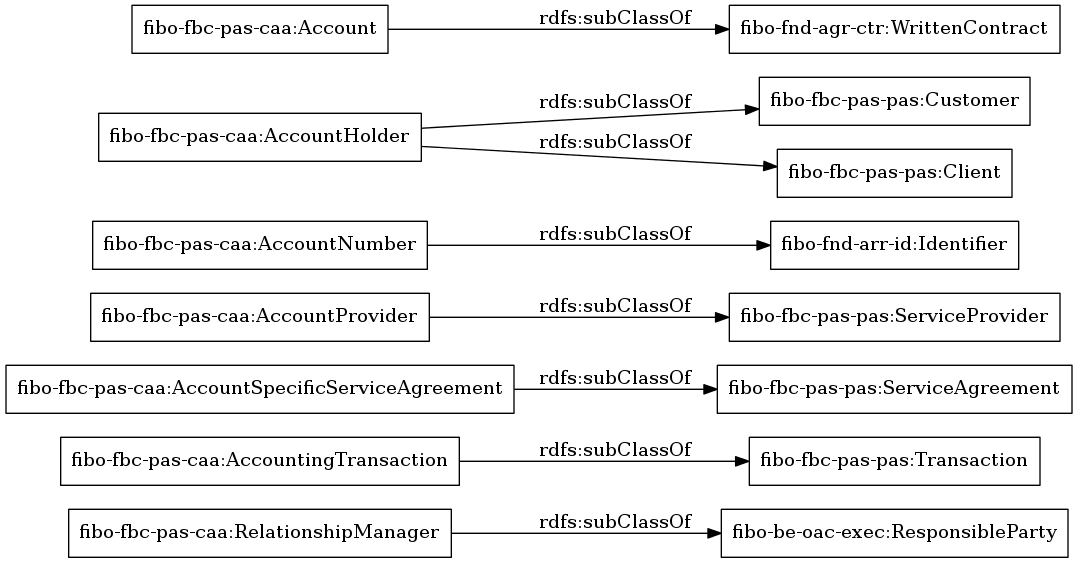 fibo-fbc-pas-caa:Account rdfs:subClassOf fibo-fnd-agr-ctr:WrittenContract
fibo-fbc-pas-caa:AccountHolder rdfs:subClassOf fibo-fbc-pas-pas:Customer
rdfs:subClassOf fibo-fbc-pas-pas:Client
fibo-fbc-pas-caa:AccountNumber rdfs:subClassOf fibo-fnd-arr-id:Identifier
fibo-fbc-pas-caa:AccountProvider rdfs:subClassOf fibo-fbc-pas-pas:ServiceProvider
fibo-fbc-pas-caa:AccountSpecificServiceAgreement rdfs:subClassOf fibo-fbc-pas-pas:ServiceAgreement
fibo-fbc-pas-caa:AccountingTransaction rdfs:subClassOf fibo-fbc-pas-pas:Transaction
fibo-fbc-pas-caa:RelationshipManager rdfs:subClassOf fibo-be-oac-exec:ResponsibleParty